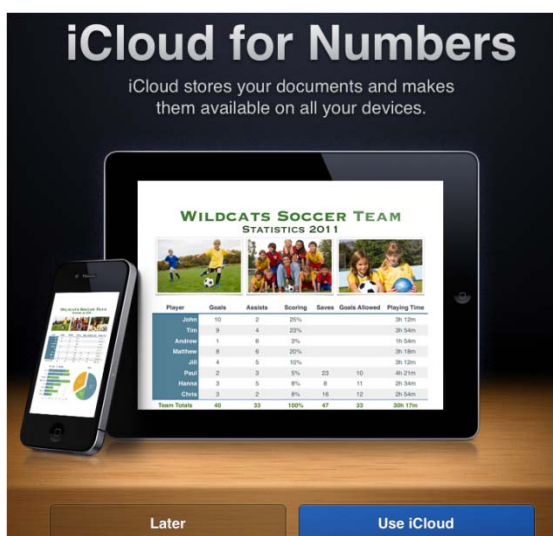 iCloud for Numbers
iCloud stores your documents and makes
them available on all your devices.
WILDCATS SOCCER TEAM
STATISTICS 2011
Player Goals Assists Scoring Saves Goals Allowed Playing Time
John 10 2 25% 3h 12m
Tim 9 4 23% 3h 54m
Andrew 1 6 3% 1h 54m
Matthew 8 6 20% 3h 18m
Jill 4 5 10% 3h 12m
Paul 2 3 5% 23 10 4h 21m
Hanna 3 5 8% 8 11 2h 34m
Chris 3 2 8% 16 12 2h 54m
Team Totals 40 33 100% 47 33 30h 17m
WILDCATS SOCCER TEAM
Later
Use iCloud